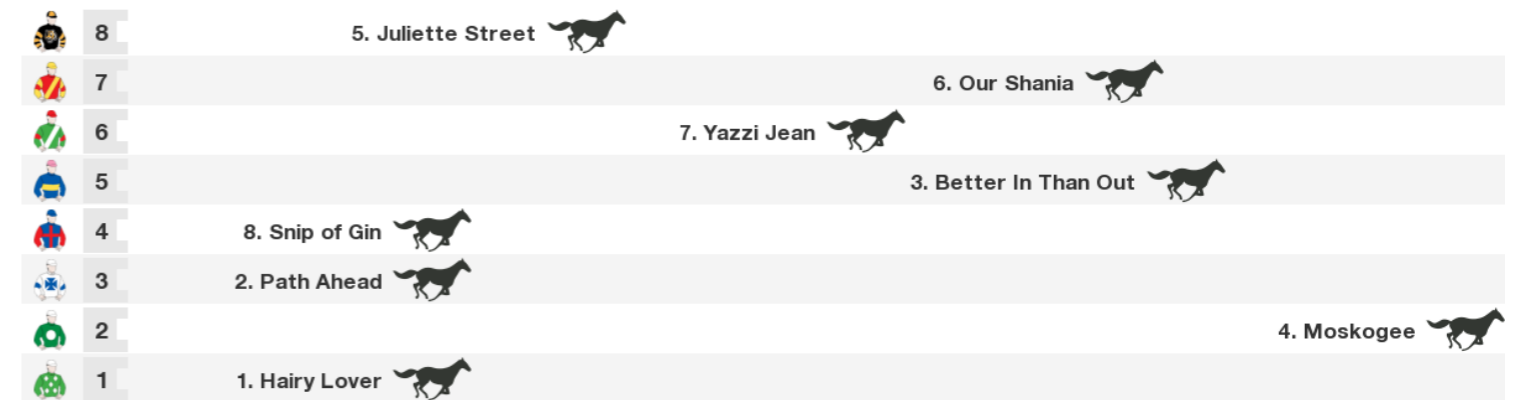 8 5. Juliette Street
7 6. Our Shania
6 7. Yazzi Jean
5 3. Better In Than Out
4 8. Snip of Gin
3 2. Path Ahead
2 4. Moskogee
1 1. Hairy Lover